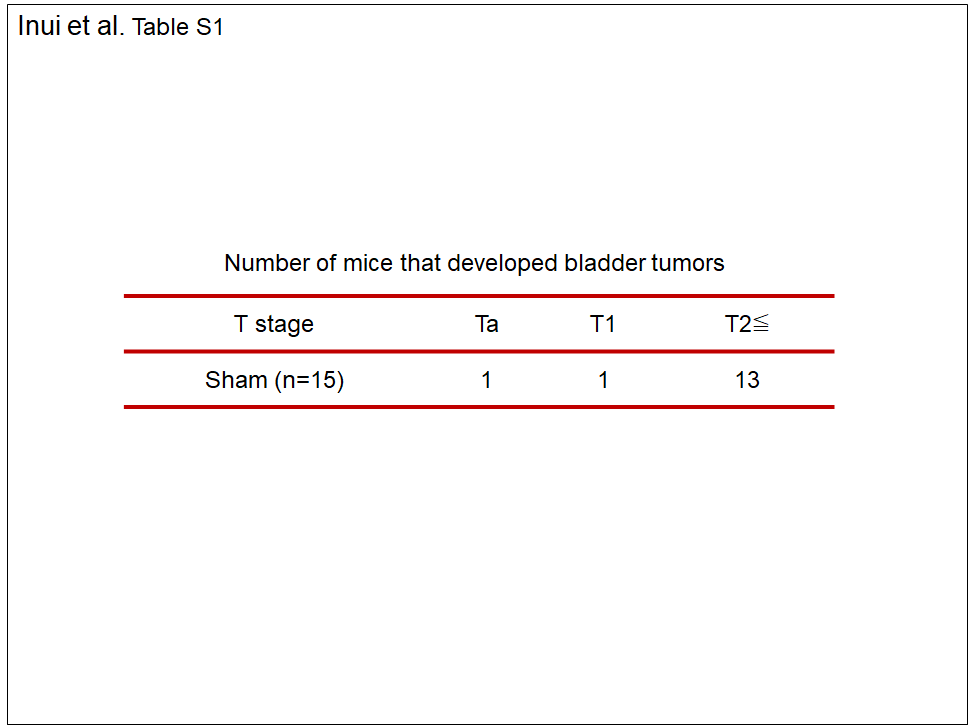 Inui et al. Table S1
Number of mice that developed bladder tumors
T stage Ta T1 T2≦
Sham (n=15) 1 1 13